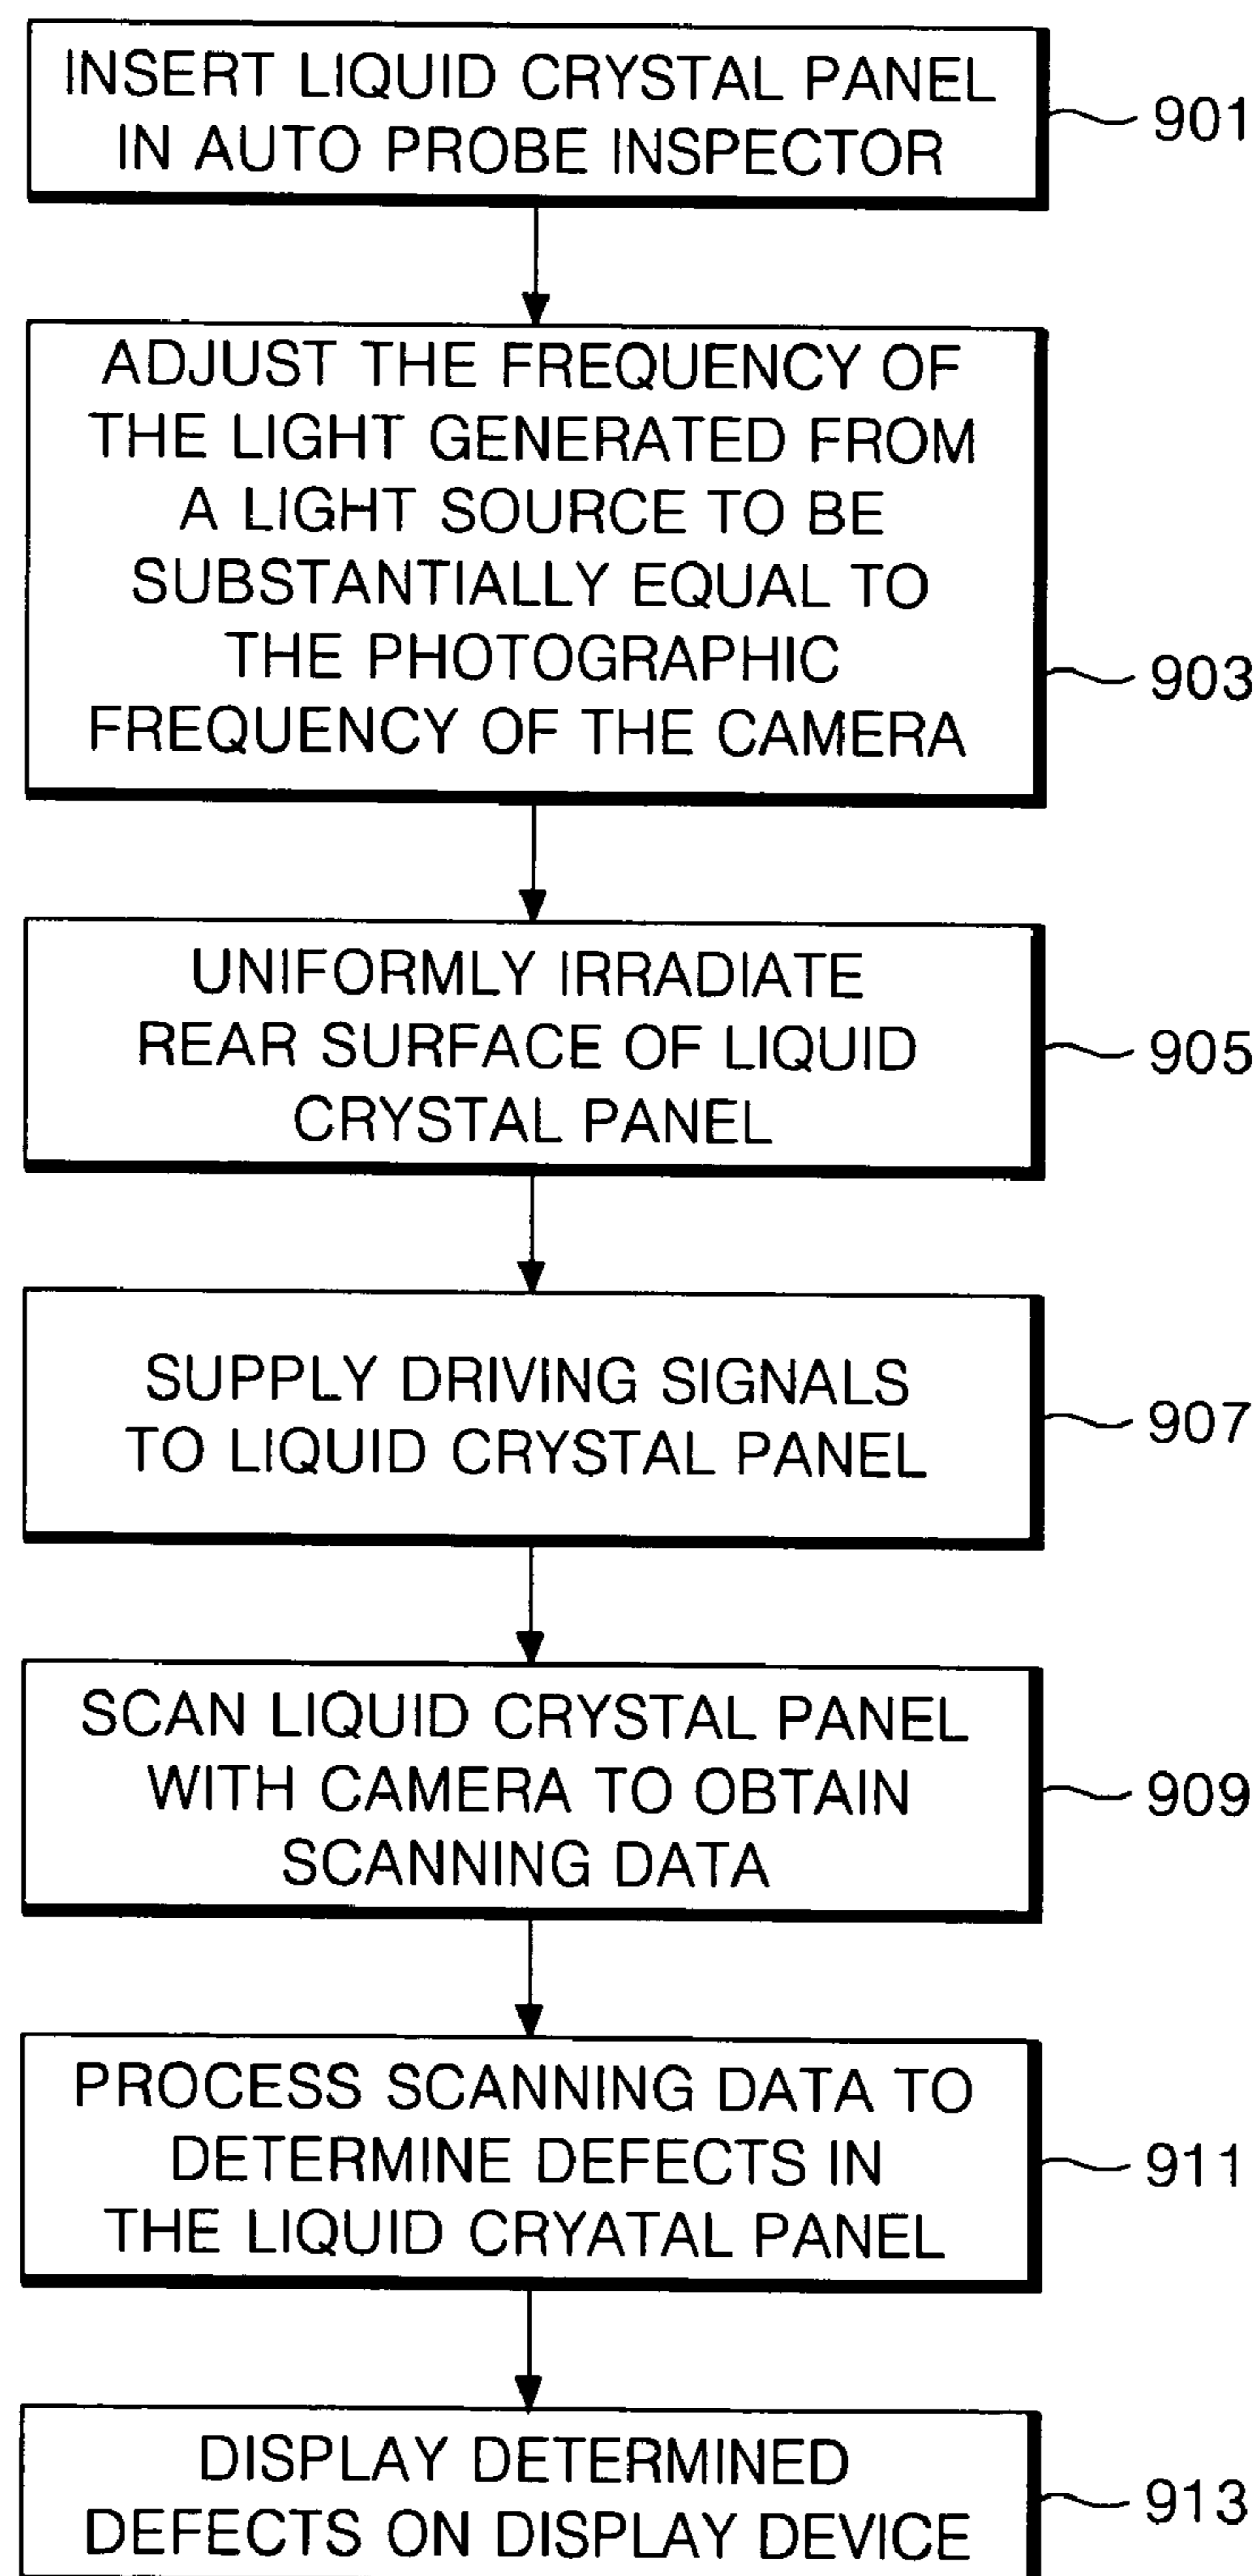 INSERT LIQUID CRYSTAL PANEL
IN AUTO PROBE INSPECTOR
901
ADJUST THE FREQUENCY OF
THE LIGHT GENERATED FROM
A LIGHT SOURCE TO BE
SUBSTANTIALLY EQUAL TO
THE PHOTOGRAPHIC
FREQUENCY OF THE CAMERA
903
UNIFORMLY IRRADIATE
REAR SURFACE OF LIQUID
CRYSTAL PANEL
905
SUPPLY DRIVING SIGNALS
TO LIQUID CRYSTAL PANEL
907
SCAN LIQUID CRYSTAL PANEL
WITH CAMERA TO OBTAIN
SCANNING DATA
909
PROCESS SCANNING DATA TO
DETERMINE DEFECTS IN
THE LIQUID CRYATAL PANEL
911
DISPLAY DETERMINED
DEFECTS ON DISPLAY DEVICE
913